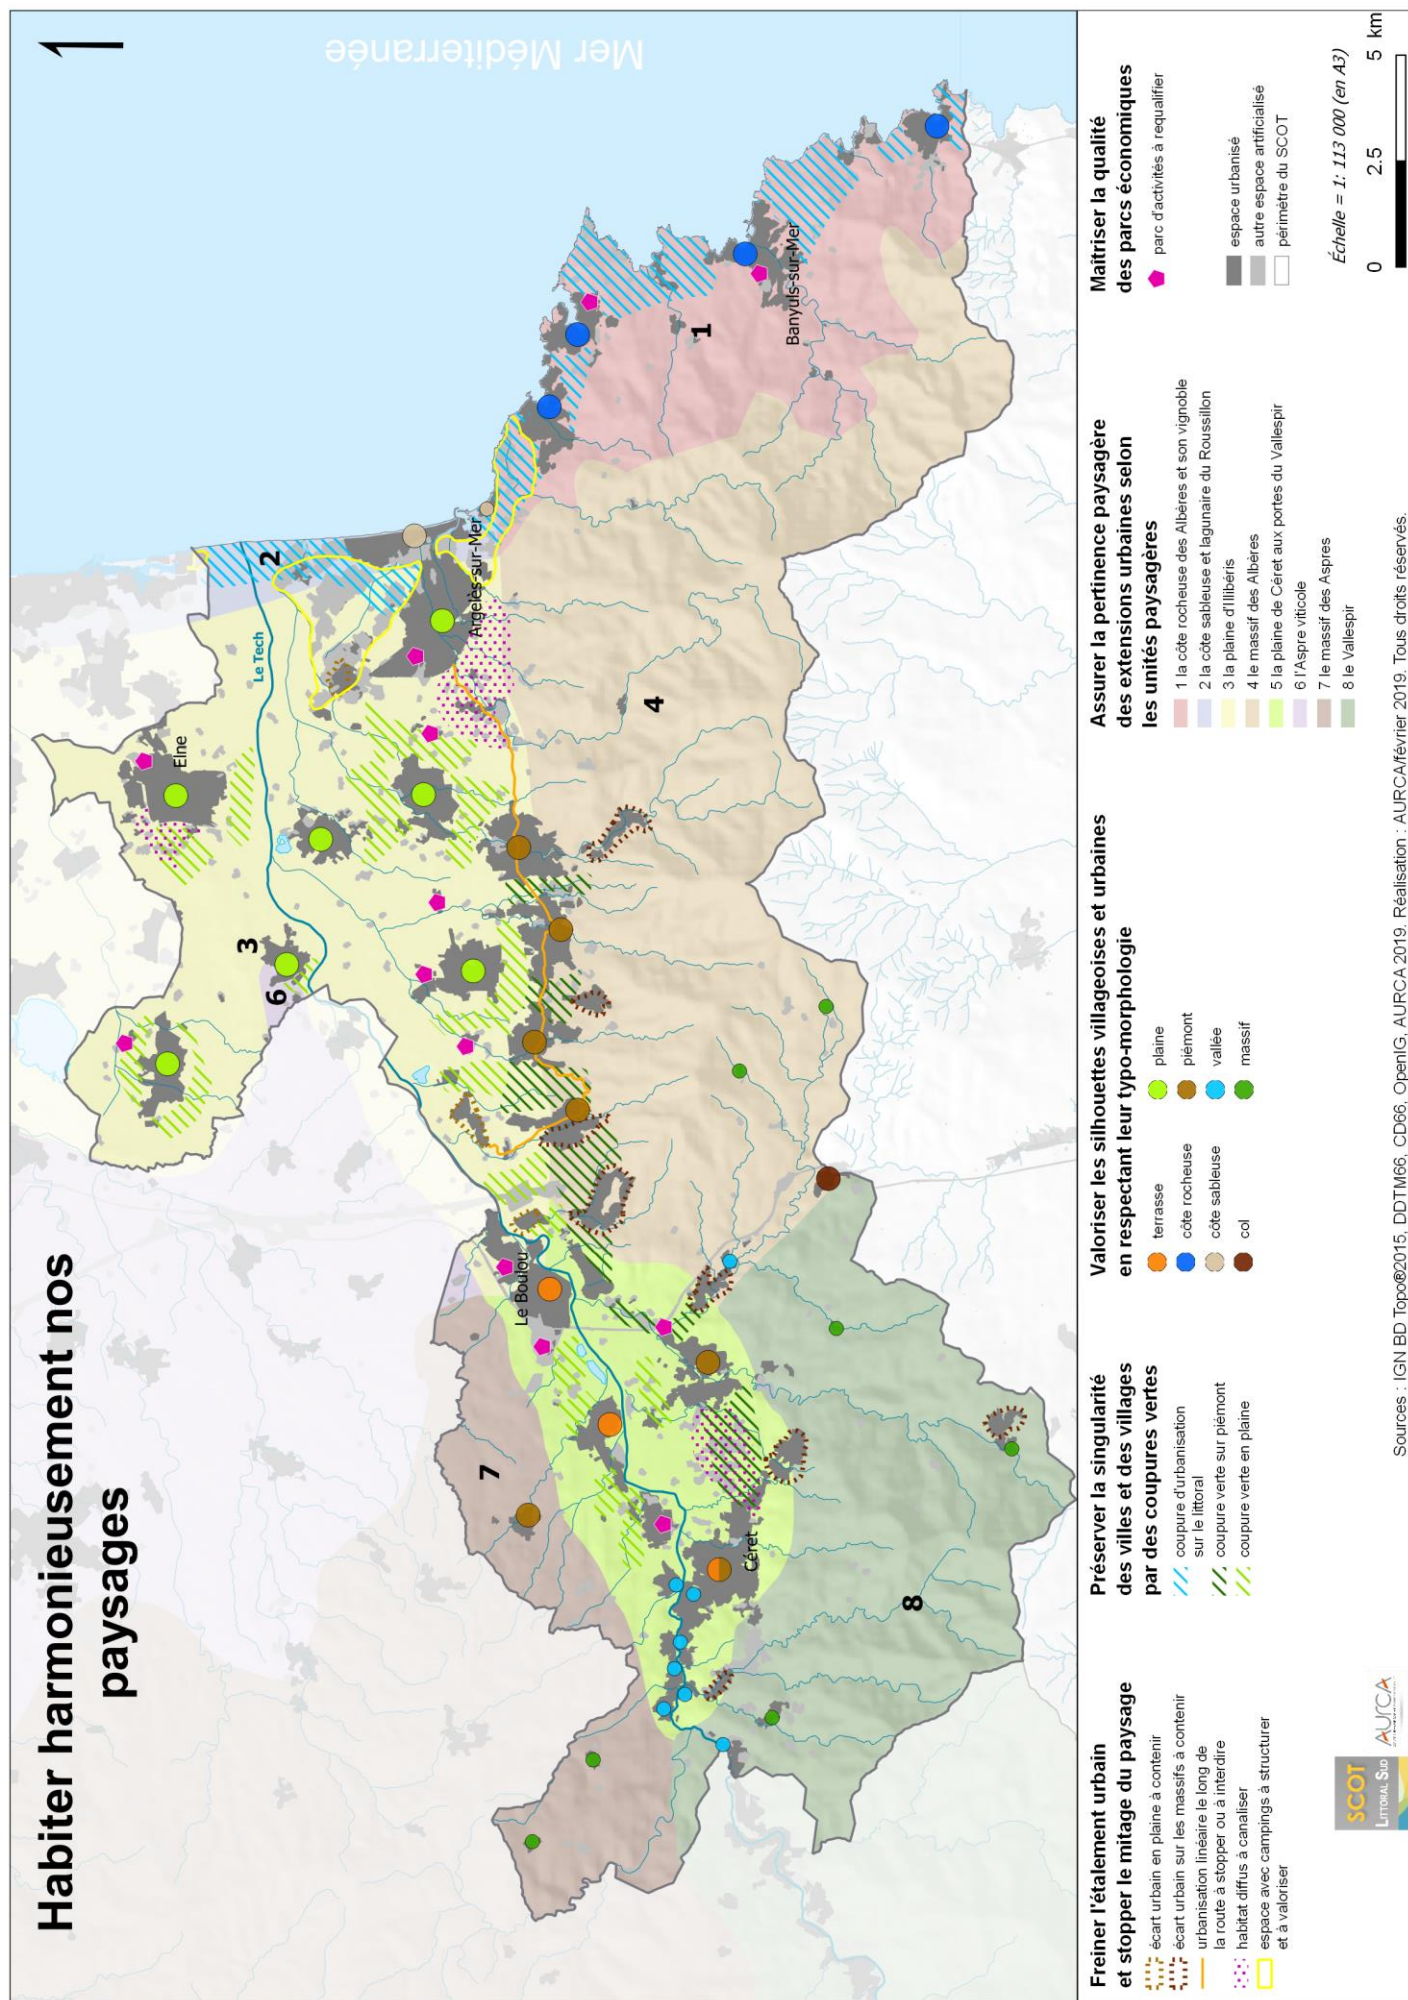 Habiter harmonieusement nos
paysages
Mer Méditerranée
Le Tech
Elne
Argelès-sur-Mer
Banyuls-sur-Mer
Le Boulou
Céret
1
2
3
4
6
7
8
Freiner l'étalement urbain
et stopper le mitage du paysage
écart urbain en plaine à contenir
écart urbain sur les massifs à contenir
urbanisation linéaire le long de
la route à stopper ou à interdire
habitat diffus à canaliser
espace avec campings à structurer
et à valoriser
Préserver la singularité
des villes et des villages
par des coupures vertes
coupure d'urbanisation
sur le littoral
coupure verte sur piémont
coupure verte en plaine
Valoriser les silhouettes villageoises et urbaines
en respectant leur typo-morphologie
terrasse
côte rocheuse
côte sableuse
col
plaine
piémont
vallée
massif
Assurer la pertinence paysagère
des extensions urbaines selon
les unités paysagères
1 la côte rocheuse des Albères et son vignoble
2 la côte sableuse et lagunaire du Roussillon
3 la plaine d'Illibéris
4 le massif des Albères
5 la plaine de Céret aux portes du Vallespir
6 l'Aspre viticole
7 le massif des Aspres
8 le Vallespir
Maîtriser la qualité
des parcs économiques
parc d'activités à requalifier
espace urbanisé
autre espace artificialisé
périmètre du SCOT
Échelle = 1: 113 000 (en A3)
0 2.5 5 km
SCOT
LITTORAL SUD
AURCA
Sources : IGN BD Topo®2015, DDTM66, CD66, OpenIG, AURCA 2019. Réalisation : AURCA/février 2019. Tous droits réservés.